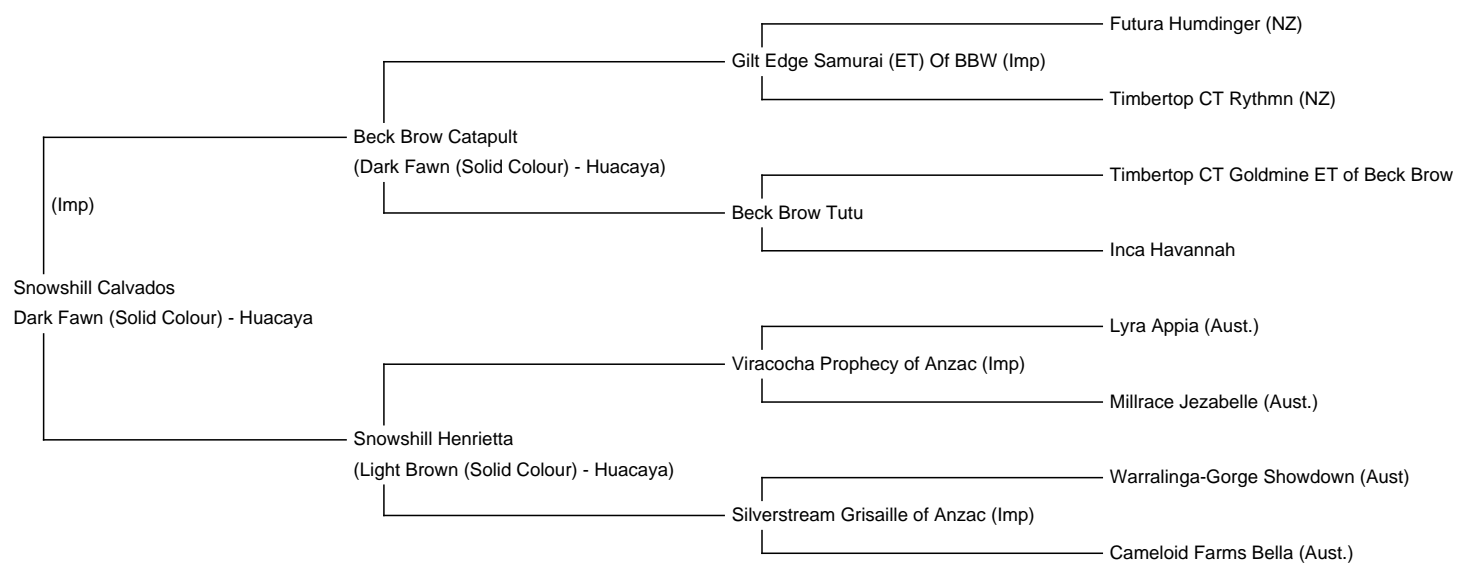 Futura Humdinger (NZ)
Gilt Edge Samurai (ET) Of BBW (Imp)
Timbertop CT Rythmn (NZ)
Beck Brow Catapult
(Dark Fawn (Solid Colour) - Huacaya)
Timbertop CT Goldmine ET of Beck Brow
(Imp)
Beck Brow Tutu
Inca Havannah
Snowshill Calvados
Dark Fawn (Solid Colour) - Huacaya
Lyra Appia (Aust.)
Viracocha Prophecy of Anzac (Imp)
Millrace Jezabelle (Aust.)
Snowshill Henrietta
(Light Brown (Solid Colour) - Huacaya)
Warralinga-Gorge Showdown (Aust)
Silverstream Grisaille of Anzac (Imp)
Cameloid Farms Bella (Aust.)